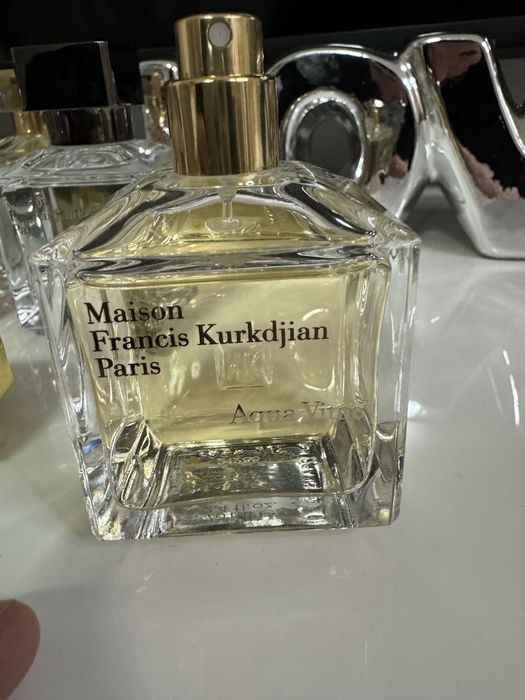 Maison
Francis Kurkdjian
Paris
Aqua Vitae